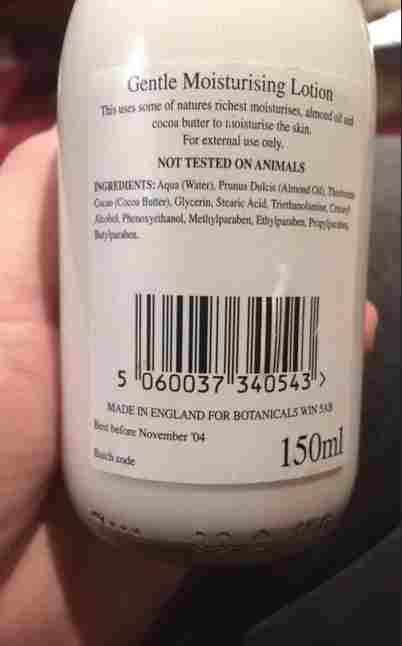 Gentle Moisturising Lotion
This uses some of natures richest moisturises, almond oil and
cocoa butter to moisturise the skin.
For external use only.
NOT TESTED ON ANIMALS
INGREDIENTS: Aqua (Water), Prunus Dulcis (Almond Oil), Theobroma
Cacao (Cocoa Butter), Glycerin, Stearic Acid, Triethanolamine, Cetearyl
Alcohol, Phenoxyethanol, Methylparaben, Ethylparaben, Propylparaben,
Butylparaben.
5 060037 340543 >
MADE IN ENGLAND FOR BOTANICALS W1N 5AB
Best before November '04
150ml
Batch code